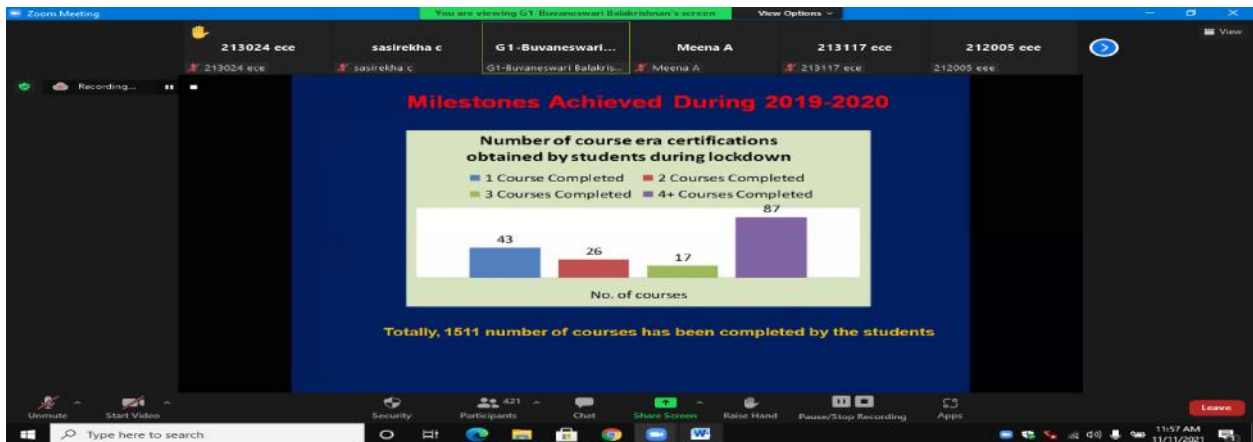 Zoom Meeting
You are viewing G1-Buvaneswari Balakrishnan's screen
View Options
View
213024 ece
sasirekha c
G1-Buvaneswari...
Meena A
213117 ece
212005 eee
213024 ece
sasirekha c
G1-Buvaneswari Balakris...
Meena A
213117 ece
212005 eee
Recording...
Milestones Achieved During 2019-2020
Number of course era certifications
obtained by students during lockdown
1 Course Completed
2 Courses Completed
3 Courses Completed
4+ Courses Completed
87
43
26
17
No. of courses
Totally, 1511 number of courses has been completed by the students
Unmute
Start Video
Security
421
Participants
Chat
Share Screen
Raise Hand
Pause/Stop Recording
Apps
Leave
Type here to search
11:57 AM
11/11/2021